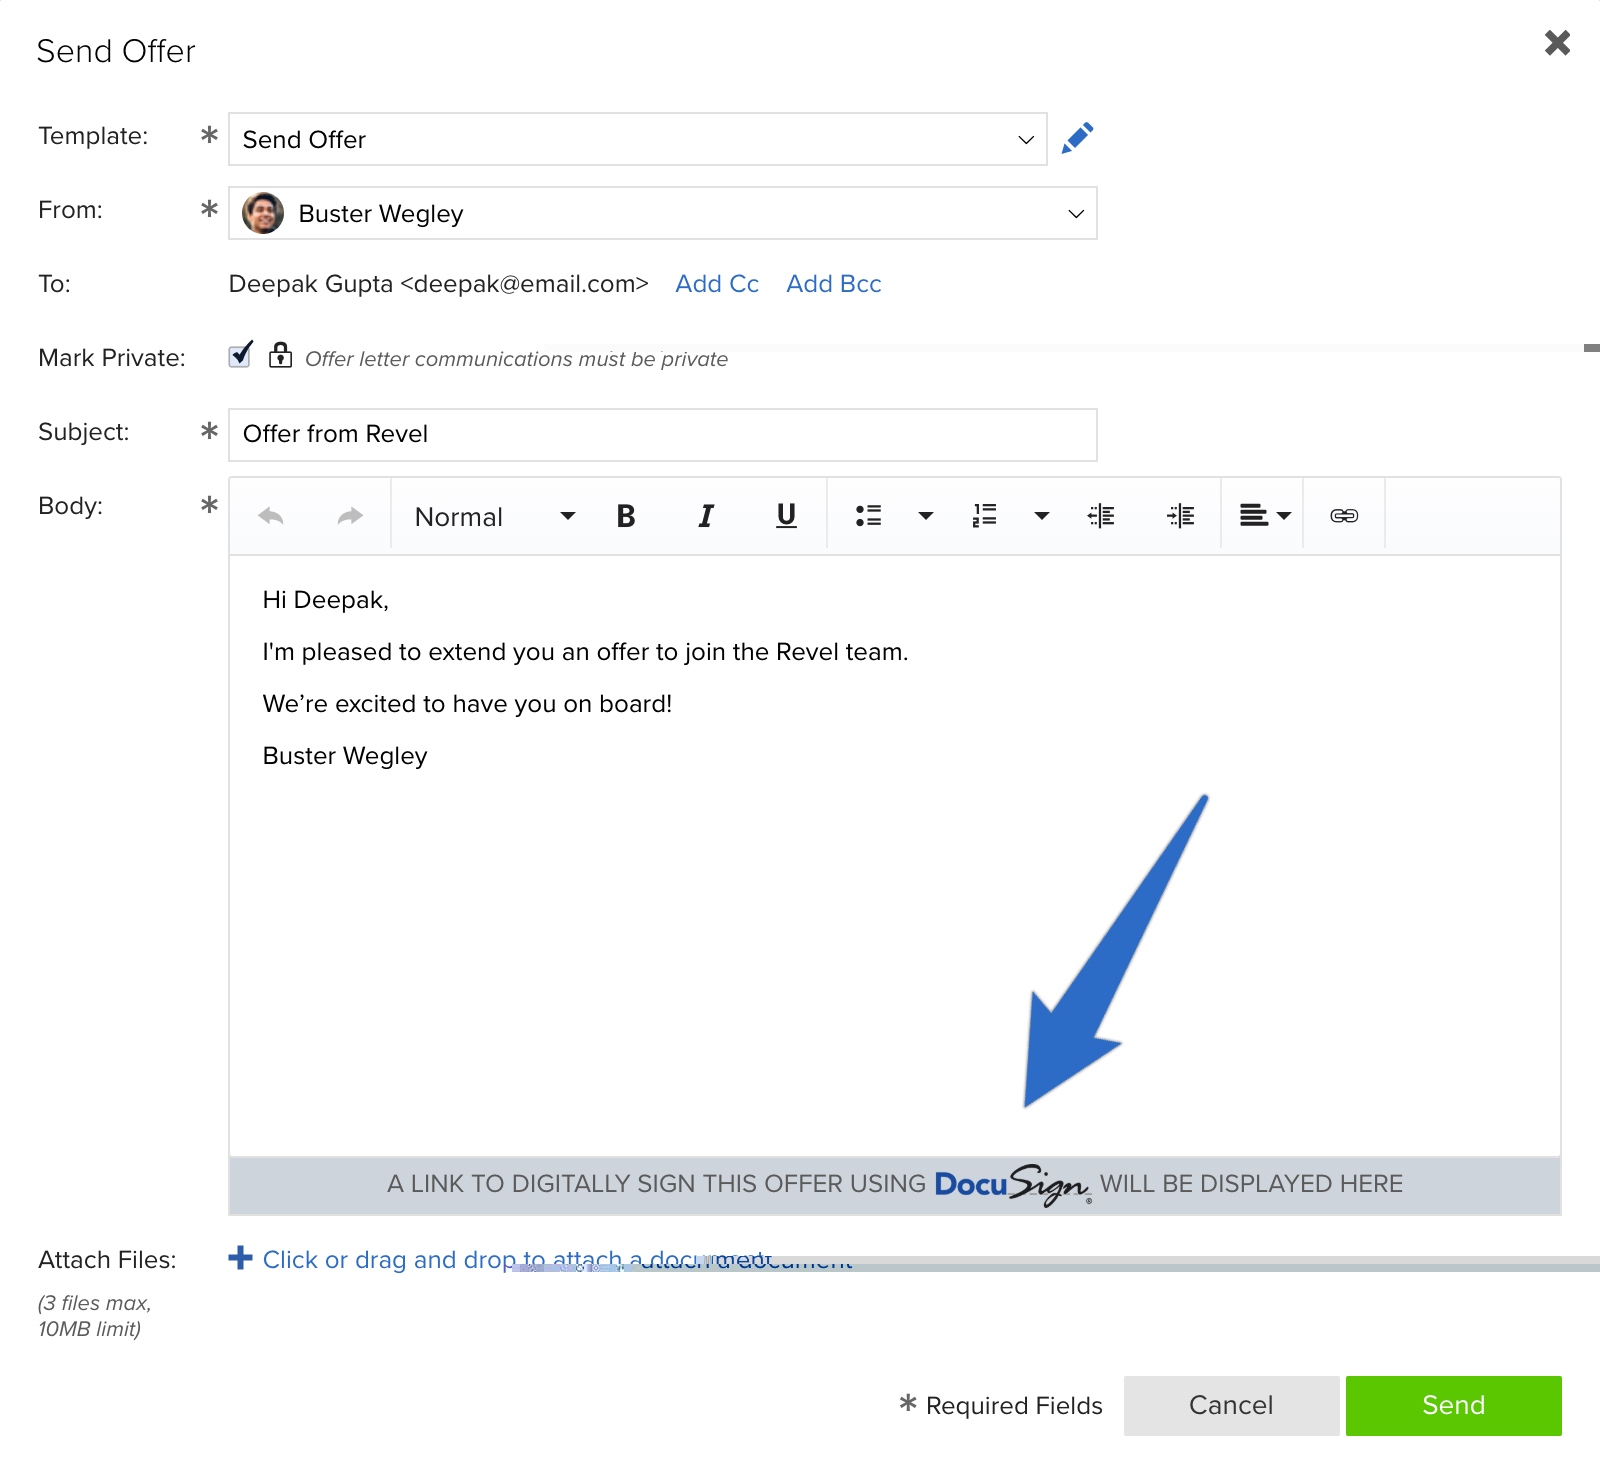 Send Offer
Template: * Send Offer
From: * Buster Wegley
To: Deepak Gupta <deepak@email.com> Add Cc Add Bcc
Mark Private: Offer letter communications must be private
Subject: * Offer from Revel
Body: * Normal B I U
Hi Deepak,
I'm pleased to extend you an offer to join the Revel team.
We’re excited to have you on board!
Buster Wegley
A LINK TO DIGITALLY SIGN THIS OFFER USING DocuSign® WILL BE DISPLAYED HERE
Attach Files: Click or drag and drop to attach a document
(3 files max,
10MB limit)
* Required Fields Cancel Send